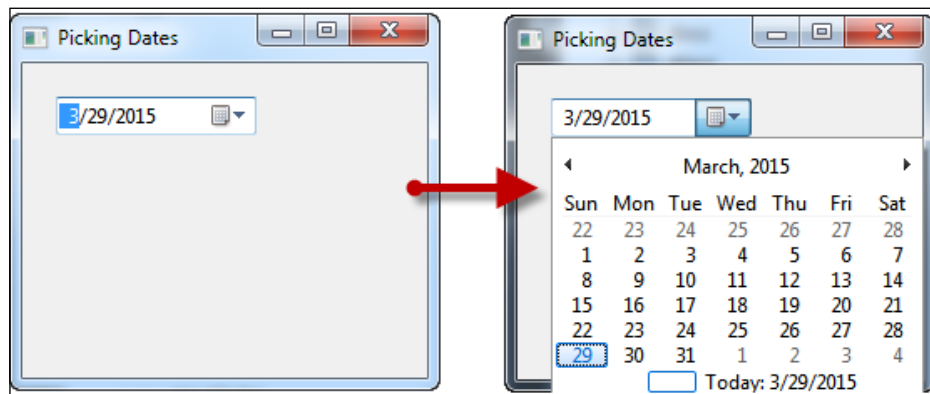 Picking Dates
3/29/2015
Picking Dates
3/29/2015
March, 2015
Sun Mon Tue Wed Thu Fri Sat
22 23 24 25 26 27 28
1 2 3 4 5 6 7
8 9 10 11 12 13 14
15 16 17 18 19 20 21
22 23 24 25 26 27 28
29 30 31 1 2 3 4
Today: 3/29/2015